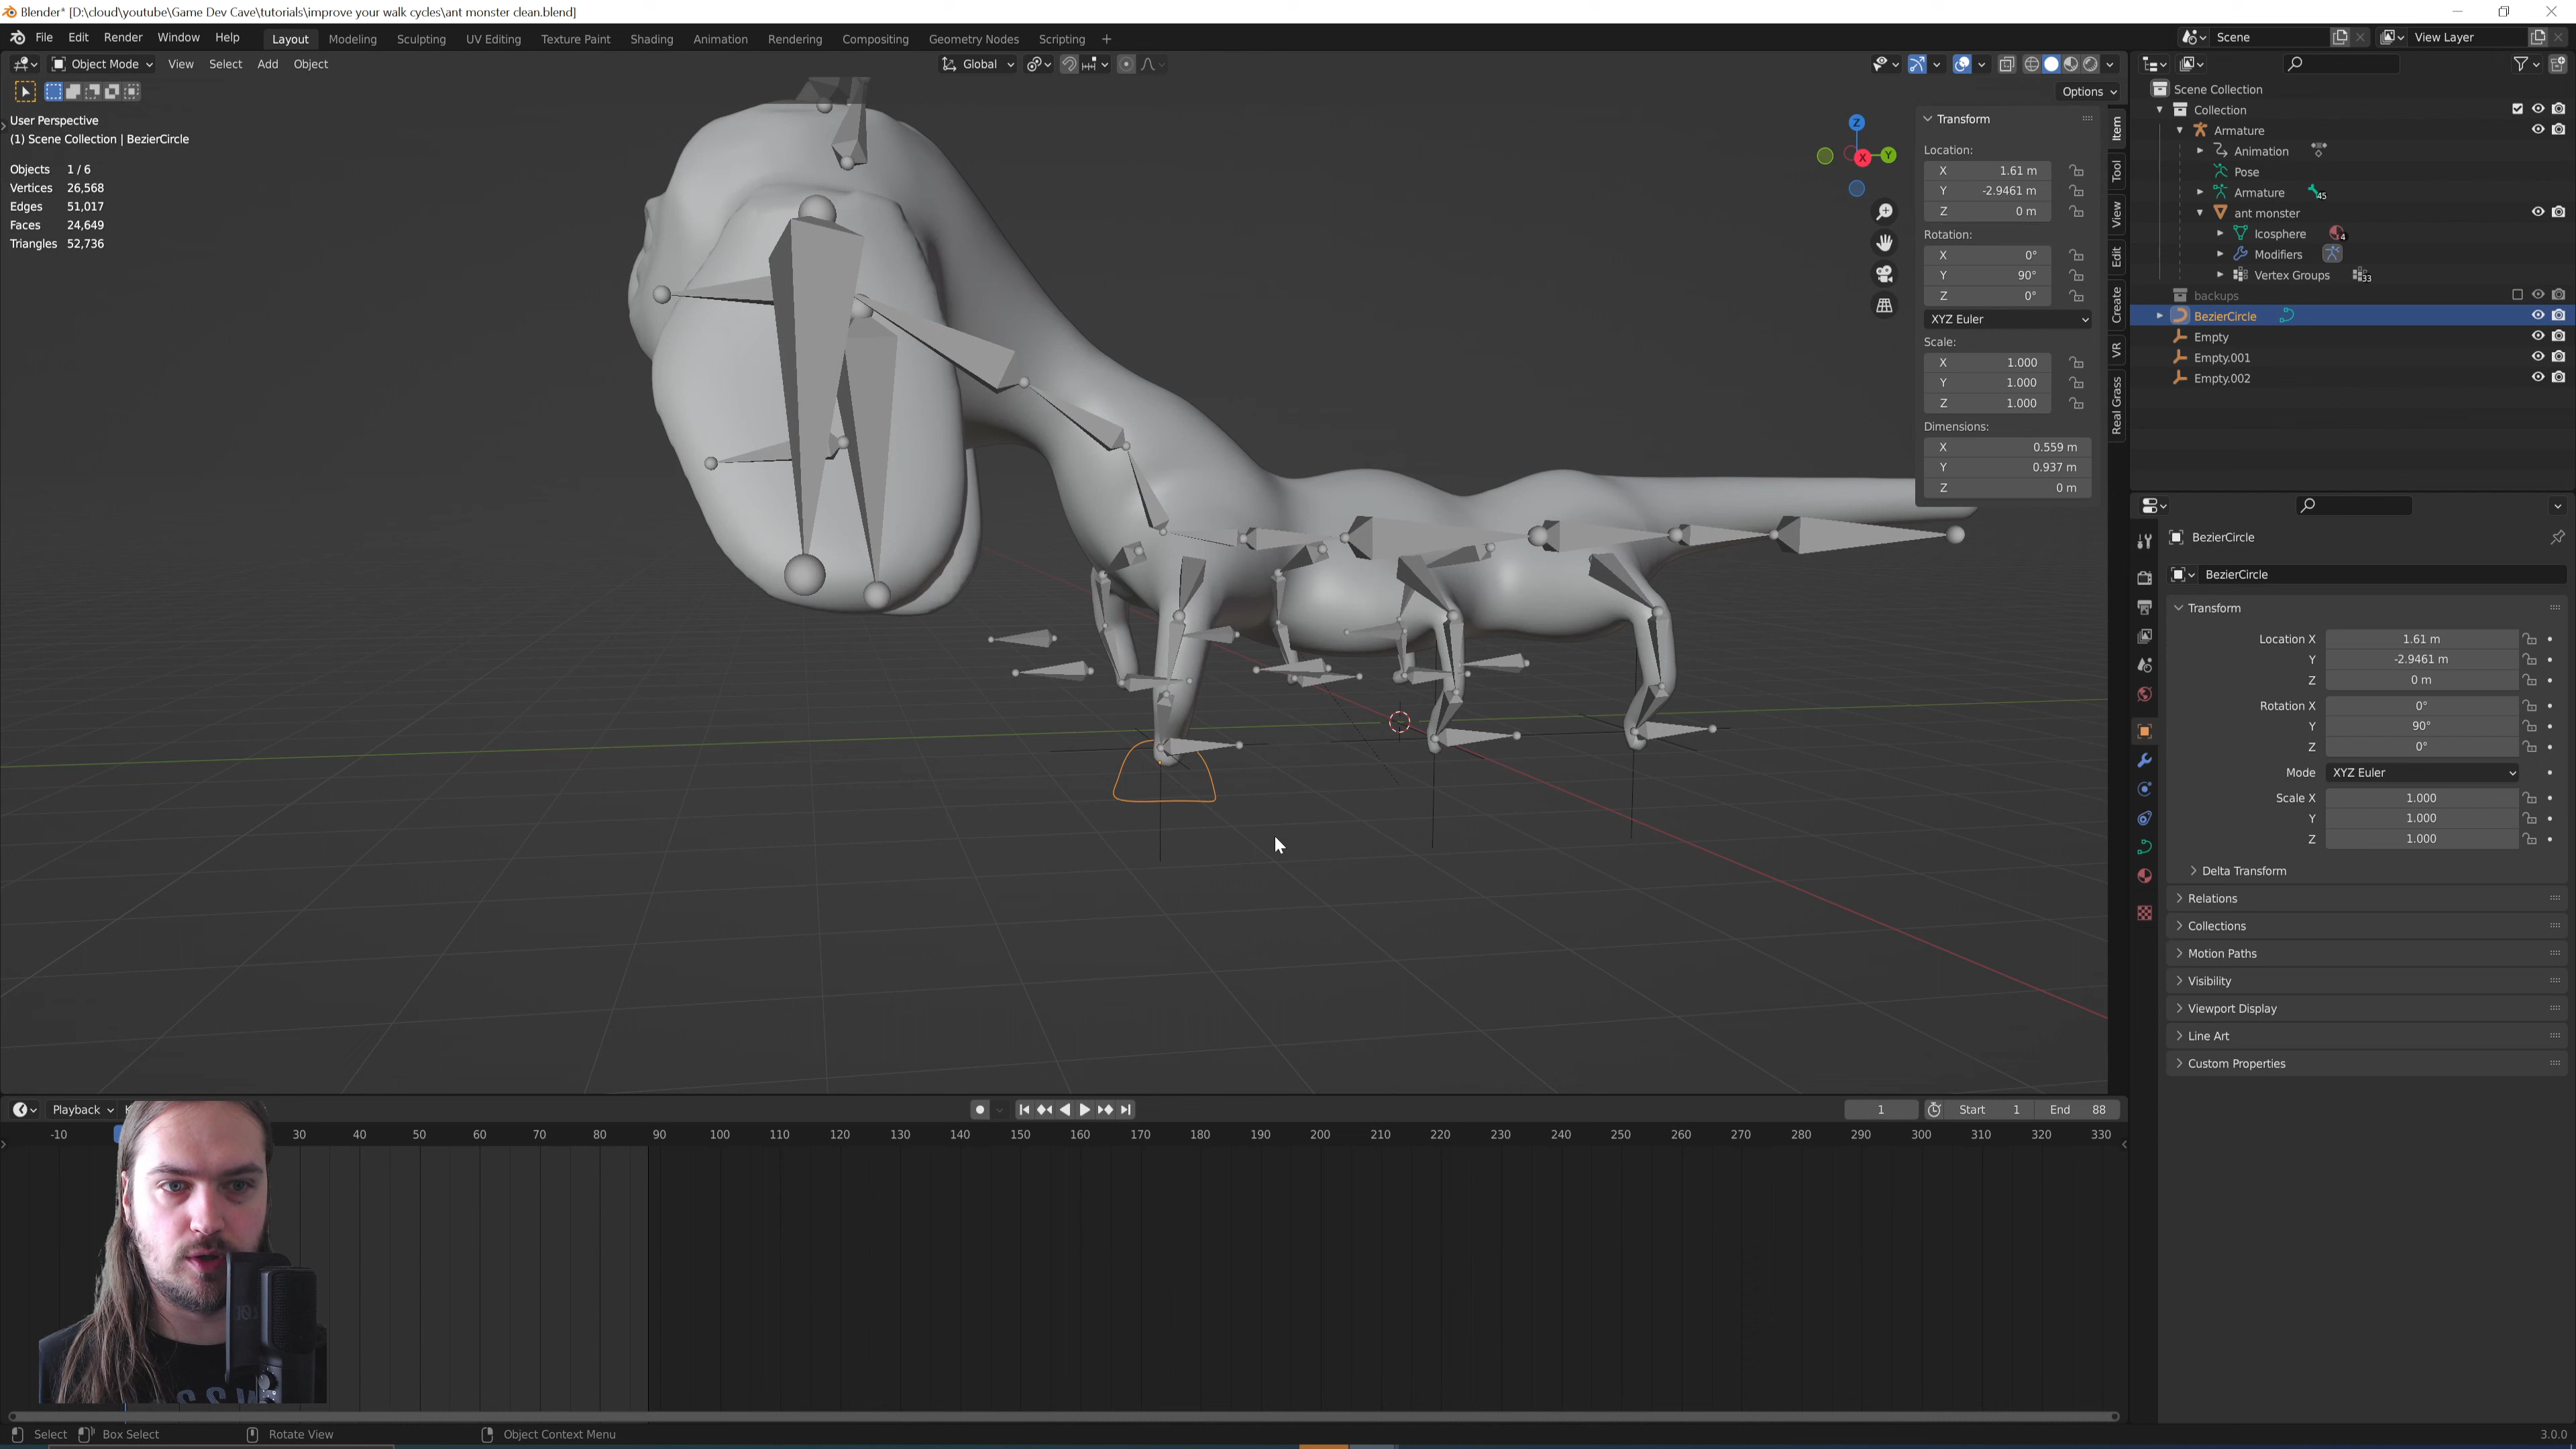 Blender* [D:\cloud\youtube\Game Dev Cave\tutorials\improve your walk cycles\ant monster clean.blend]
File Edit Render Window Help Layout Modeling Sculpting UV Editing Texture Paint Shading Animation Rendering Compositing Geometry Nodes Scripting + Scene View Layer
Object Mode View Select Add Object Global
Options
User Perspective
(1) Scene Collection | BezierCircle
Objects 1 / 6
Vertices 26,568
Edges 51,017
Faces 24,649
Triangles 52,736
Z
Y
X
Transform
Location:
X 1.61 m
Y -2.9461 m
Z 0 m
Rotation:
X 0°
Y 90°
Z 0°
XYZ Euler
Scale:
X 1.000
Y 1.000
Z 1.000
Dimensions:
X 0.559 m
Y 0.937 m
Z 0 m
Item
Tool
View
Edit
Create
VR
Real Grass
Scene Collection
Collection
Armature
Animation
Pose
Armature 45
ant monster
Icosphere 4
Modifiers
Vertex Groups 33
backups
BezierCircle
Empty
Empty.001
Empty.002
BezierCircle
BezierCircle
Transform
Location X 1.61 m
Y -2.9461 m
Z 0 m
Rotation X 0°
Y 90°
Z 0°
Mode XYZ Euler
Scale X 1.000
Y 1.000
Z 1.000
Delta Transform
Relations
Collections
Motion Paths
Visibility
Viewport Display
Line Art
Custom Properties
Playback 1 Start 1 End 88
-10 30 40 50 60 70 80 90 100 110 120 130 140 150 160 170 180 190 200 210 220 230 240 250 260 270 280 290 300 310 320 330
Select Box Select Rotate View Object Context Menu 3.0.0